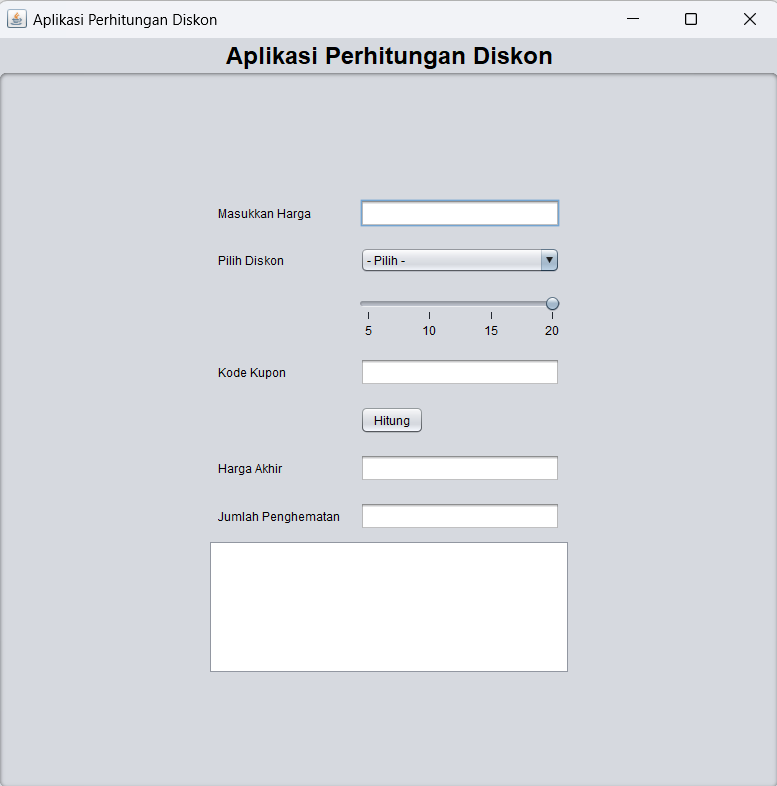 Aplikasi Perhitungan Diskon
Aplikasi Perhitungan Diskon
Masukkan Harga
Pilih Diskon - Pilih -
5 10 15 20
Kode Kupon
Hitung
Harga Akhir
Jumlah Penghematan